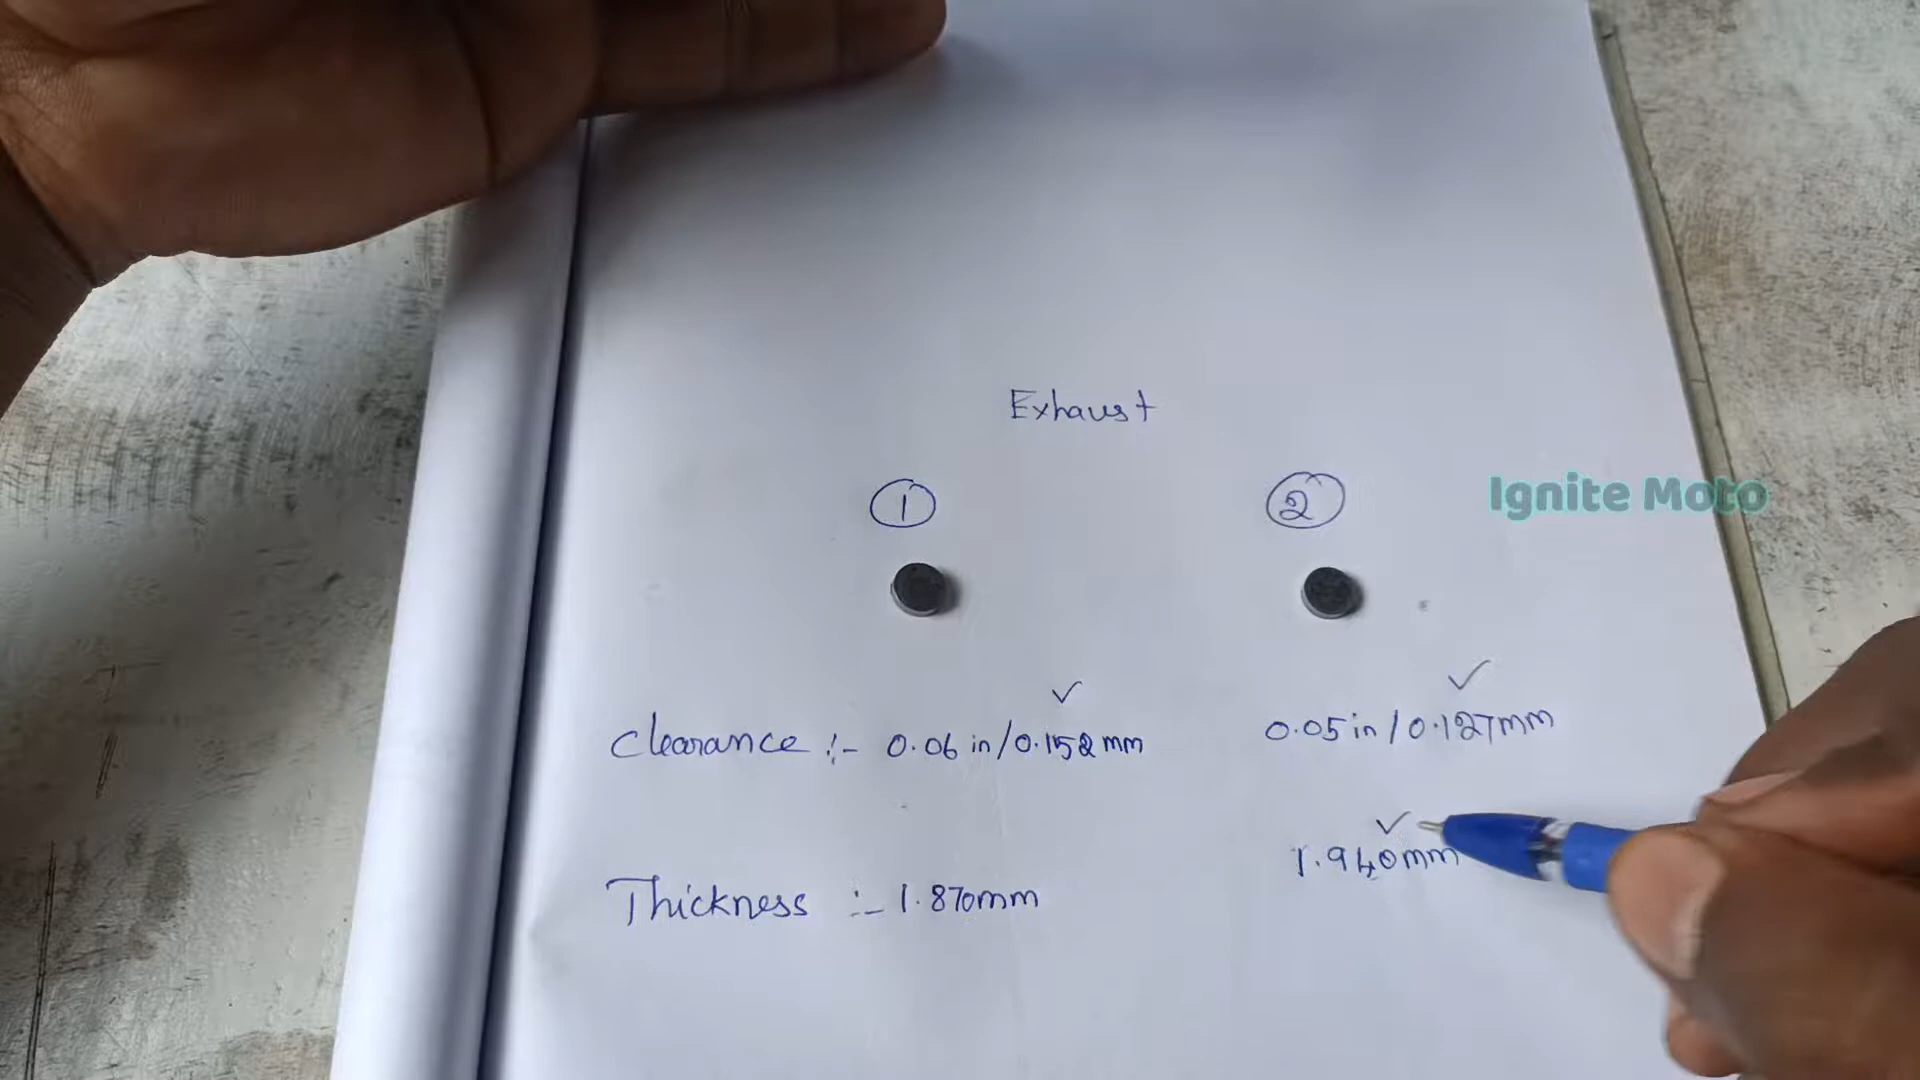 Exhaust
1 2
Ignite Moto
Clearance :- 0.06 in/0.152 mm 0.05 in / 0.127mm
1.940mm
Thickness :- 1.870mm